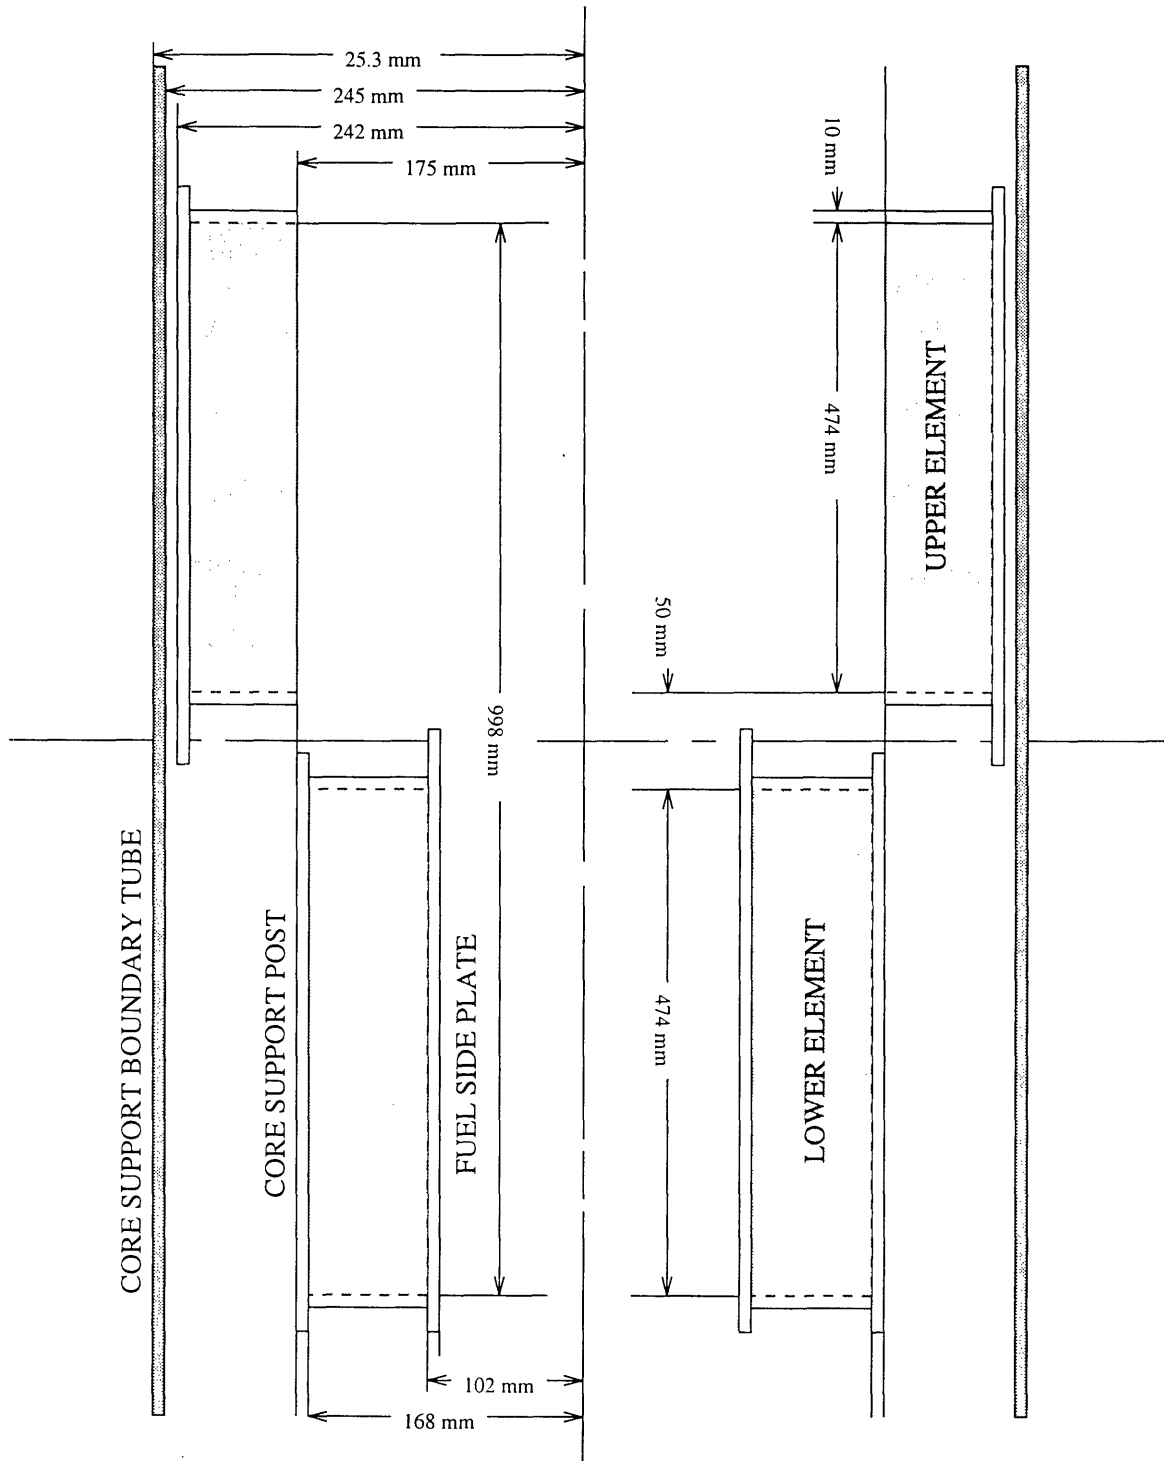 25.3 mm
245 mm
242 mm
175 mm
10 mm
474 mm
UPPER ELEMENT
50 mm
998 mm
CORE SUPPORT BOUNDARY TUBE
CORE SUPPORT POST
FUEL SIDE PLATE
474 mm
LOWER ELEMENT
102 mm
168 mm